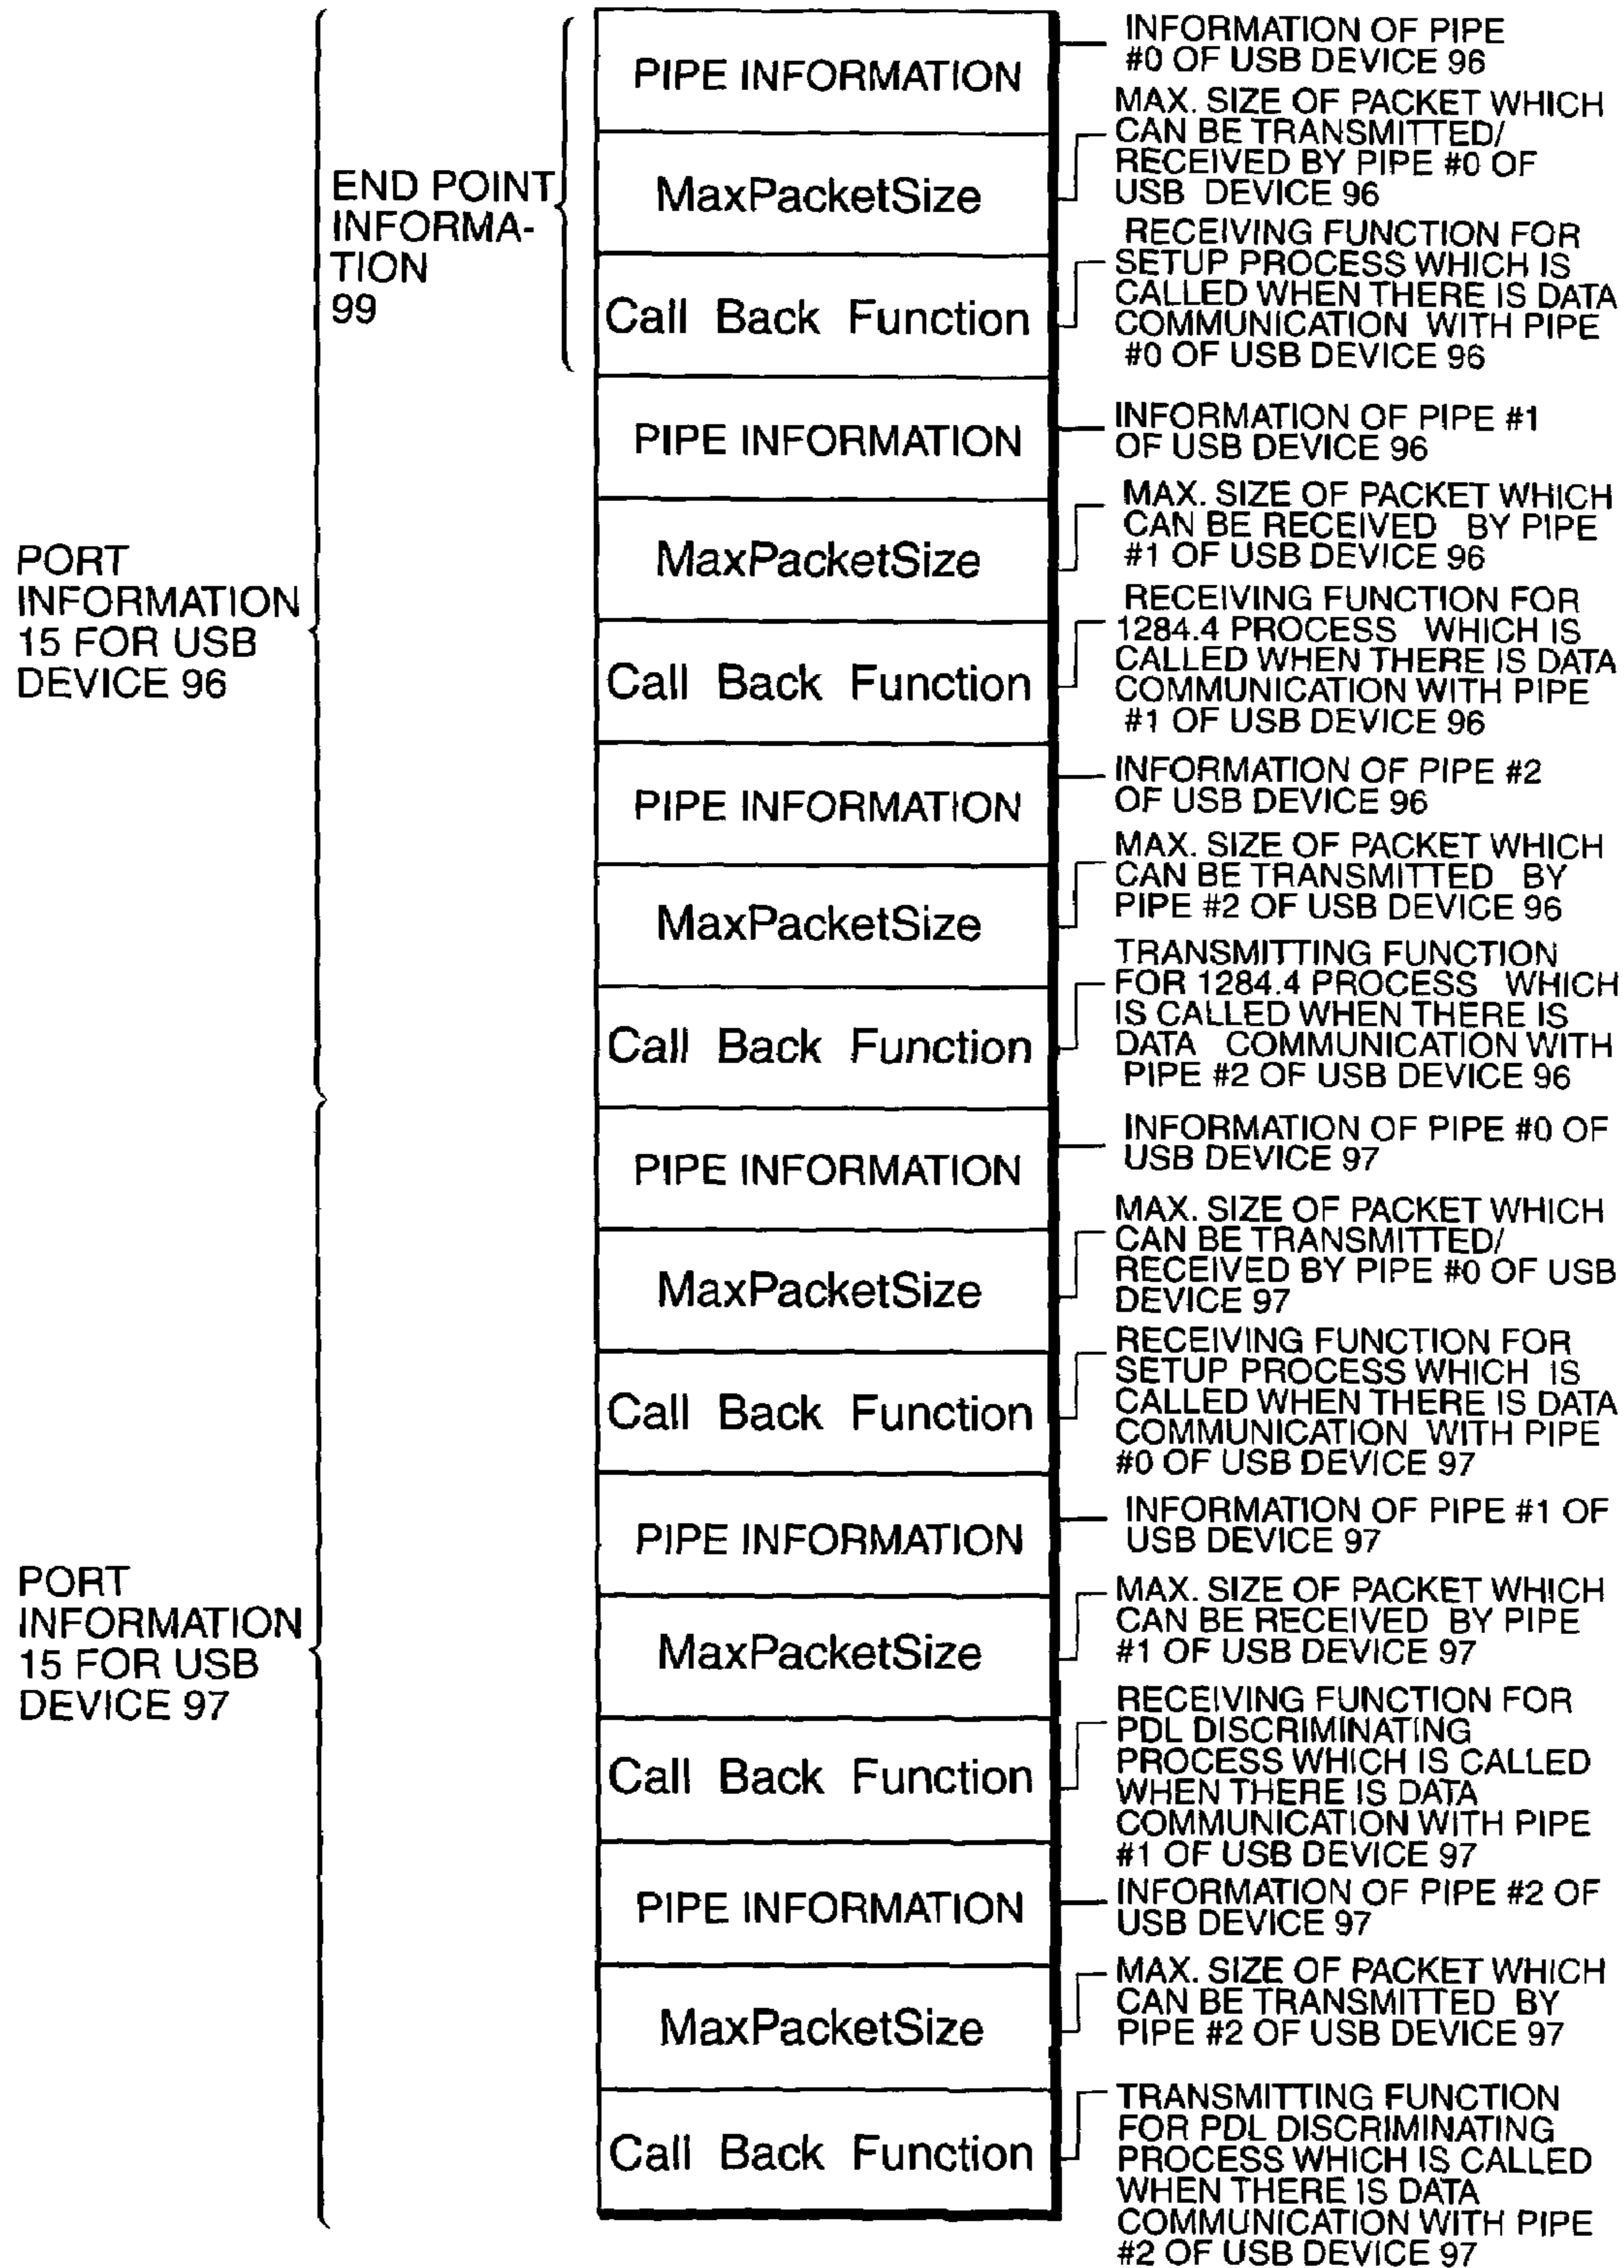 PORT
INFORMATION
15 FOR USB
DEVICE 96
END POINT
INFORMA-
TION
99
PIPE INFORMATION
INFORMATION OF PIPE
#0 OF USB DEVICE 96
MaxPacketSize
MAX. SIZE OF PACKET WHICH
CAN BE TRANSMITTED/
RECEIVED BY PIPE #0 OF
USB DEVICE 96
Call Back Function
RECEIVING FUNCTION FOR
SETUP PROCESS WHICH IS
CALLED WHEN THERE IS DATA
COMMUNICATION WITH PIPE
#0 OF USB DEVICE 96
PIPE INFORMATION
INFORMATION OF PIPE #1
OF USB DEVICE 96
MaxPacketSize
MAX. SIZE OF PACKET WHICH
CAN BE RECEIVED BY PIPE
#1 OF USB DEVICE 96
Call Back Function
RECEIVING FUNCTION FOR
1284.4 PROCESS WHICH IS
CALLED WHEN THERE IS DATA
COMMUNICATION WITH PIPE
#1 OF USB DEVICE 96
PIPE INFORMATION
INFORMATION OF PIPE #2
OF USB DEVICE 96
MaxPacketSize
MAX. SIZE OF PACKET WHICH
CAN BE TRANSMITTED BY
PIPE #2 OF USB DEVICE 96
Call Back Function
TRANSMITTING FUNCTION
FOR 1284.4 PROCESS WHICH
IS CALLED WHEN THERE IS
DATA COMMUNICATION WITH
PIPE #2 OF USB DEVICE 96
PORT
INFORMATION
15 FOR USB
DEVICE 97
PIPE INFORMATION
INFORMATION OF PIPE #0 OF
USB DEVICE 97
MaxPacketSize
MAX. SIZE OF PACKET WHICH
CAN BE TRANSMITTED/
RECEIVED BY PIPE #0 OF USB
DEVICE 97
Call Back Function
RECEIVING FUNCTION FOR
SETUP PROCESS WHICH IS
CALLED WHEN THERE IS DATA
COMMUNICATION WITH PIPE
#0 OF USB DEVICE 97
PIPE INFORMATION
INFORMATION OF PIPE #1 OF
USB DEVICE 97
MaxPacketSize
MAX. SIZE OF PACKET WHICH
CAN BE RECEIVED BY PIPE
#1 OF USB DEVICE 97
Call Back Function
RECEIVING FUNCTION FOR
PDL DISCRIMINATING
PROCESS WHICH IS CALLED
WHEN THERE IS DATA
COMMUNICATION WITH PIPE
#1 OF USB DEVICE 97
PIPE INFORMATION
INFORMATION OF PIPE #2 OF
USB DEVICE 97
MaxPacketSize
MAX. SIZE OF PACKET WHICH
CAN BE TRANSMITTED BY
PIPE #2 OF USB DEVICE 97
Call Back Function
TRANSMITTING FUNCTION
FOR PDL DISCRIMINATING
PROCESS WHICH IS CALLED
WHEN THERE IS DATA
COMMUNICATION WITH PIPE
#2 OF USB DEVICE 97